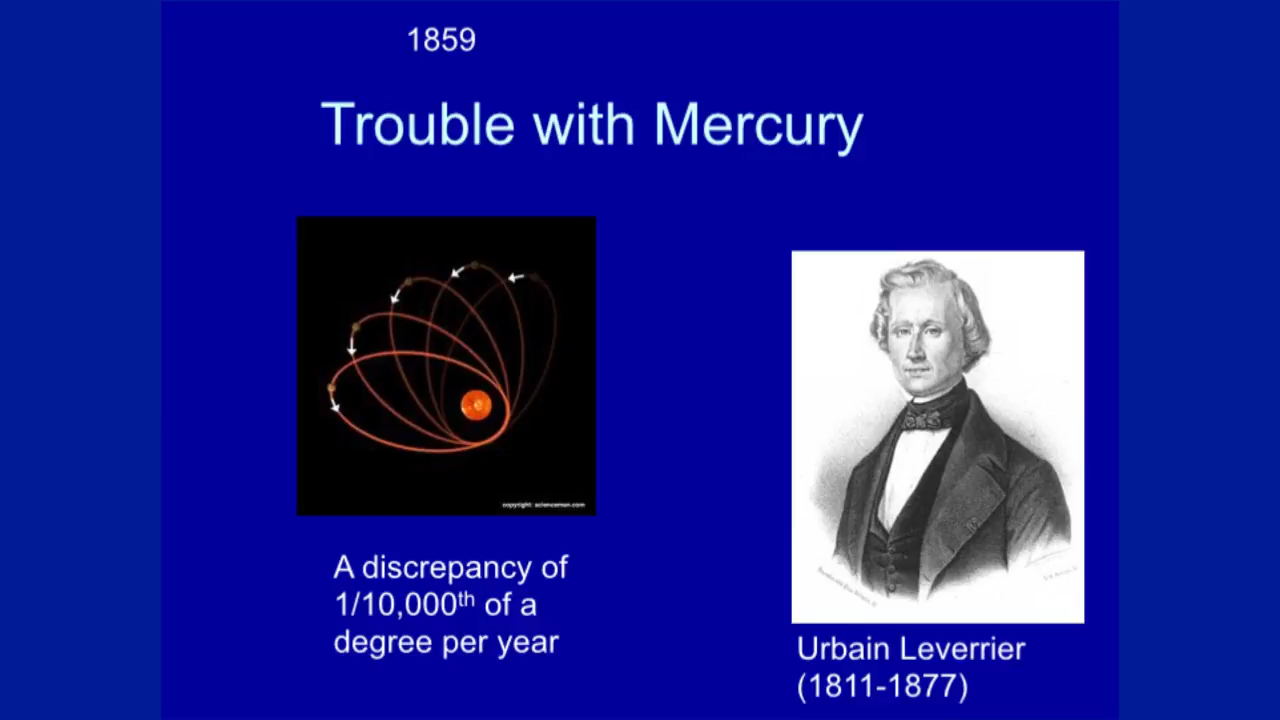 1859
Trouble with Mercury
copyright: scienceman.com
A discrepancy of
1/10,000th of a
degree per year
Urbain Leverrier
(1811-1877)